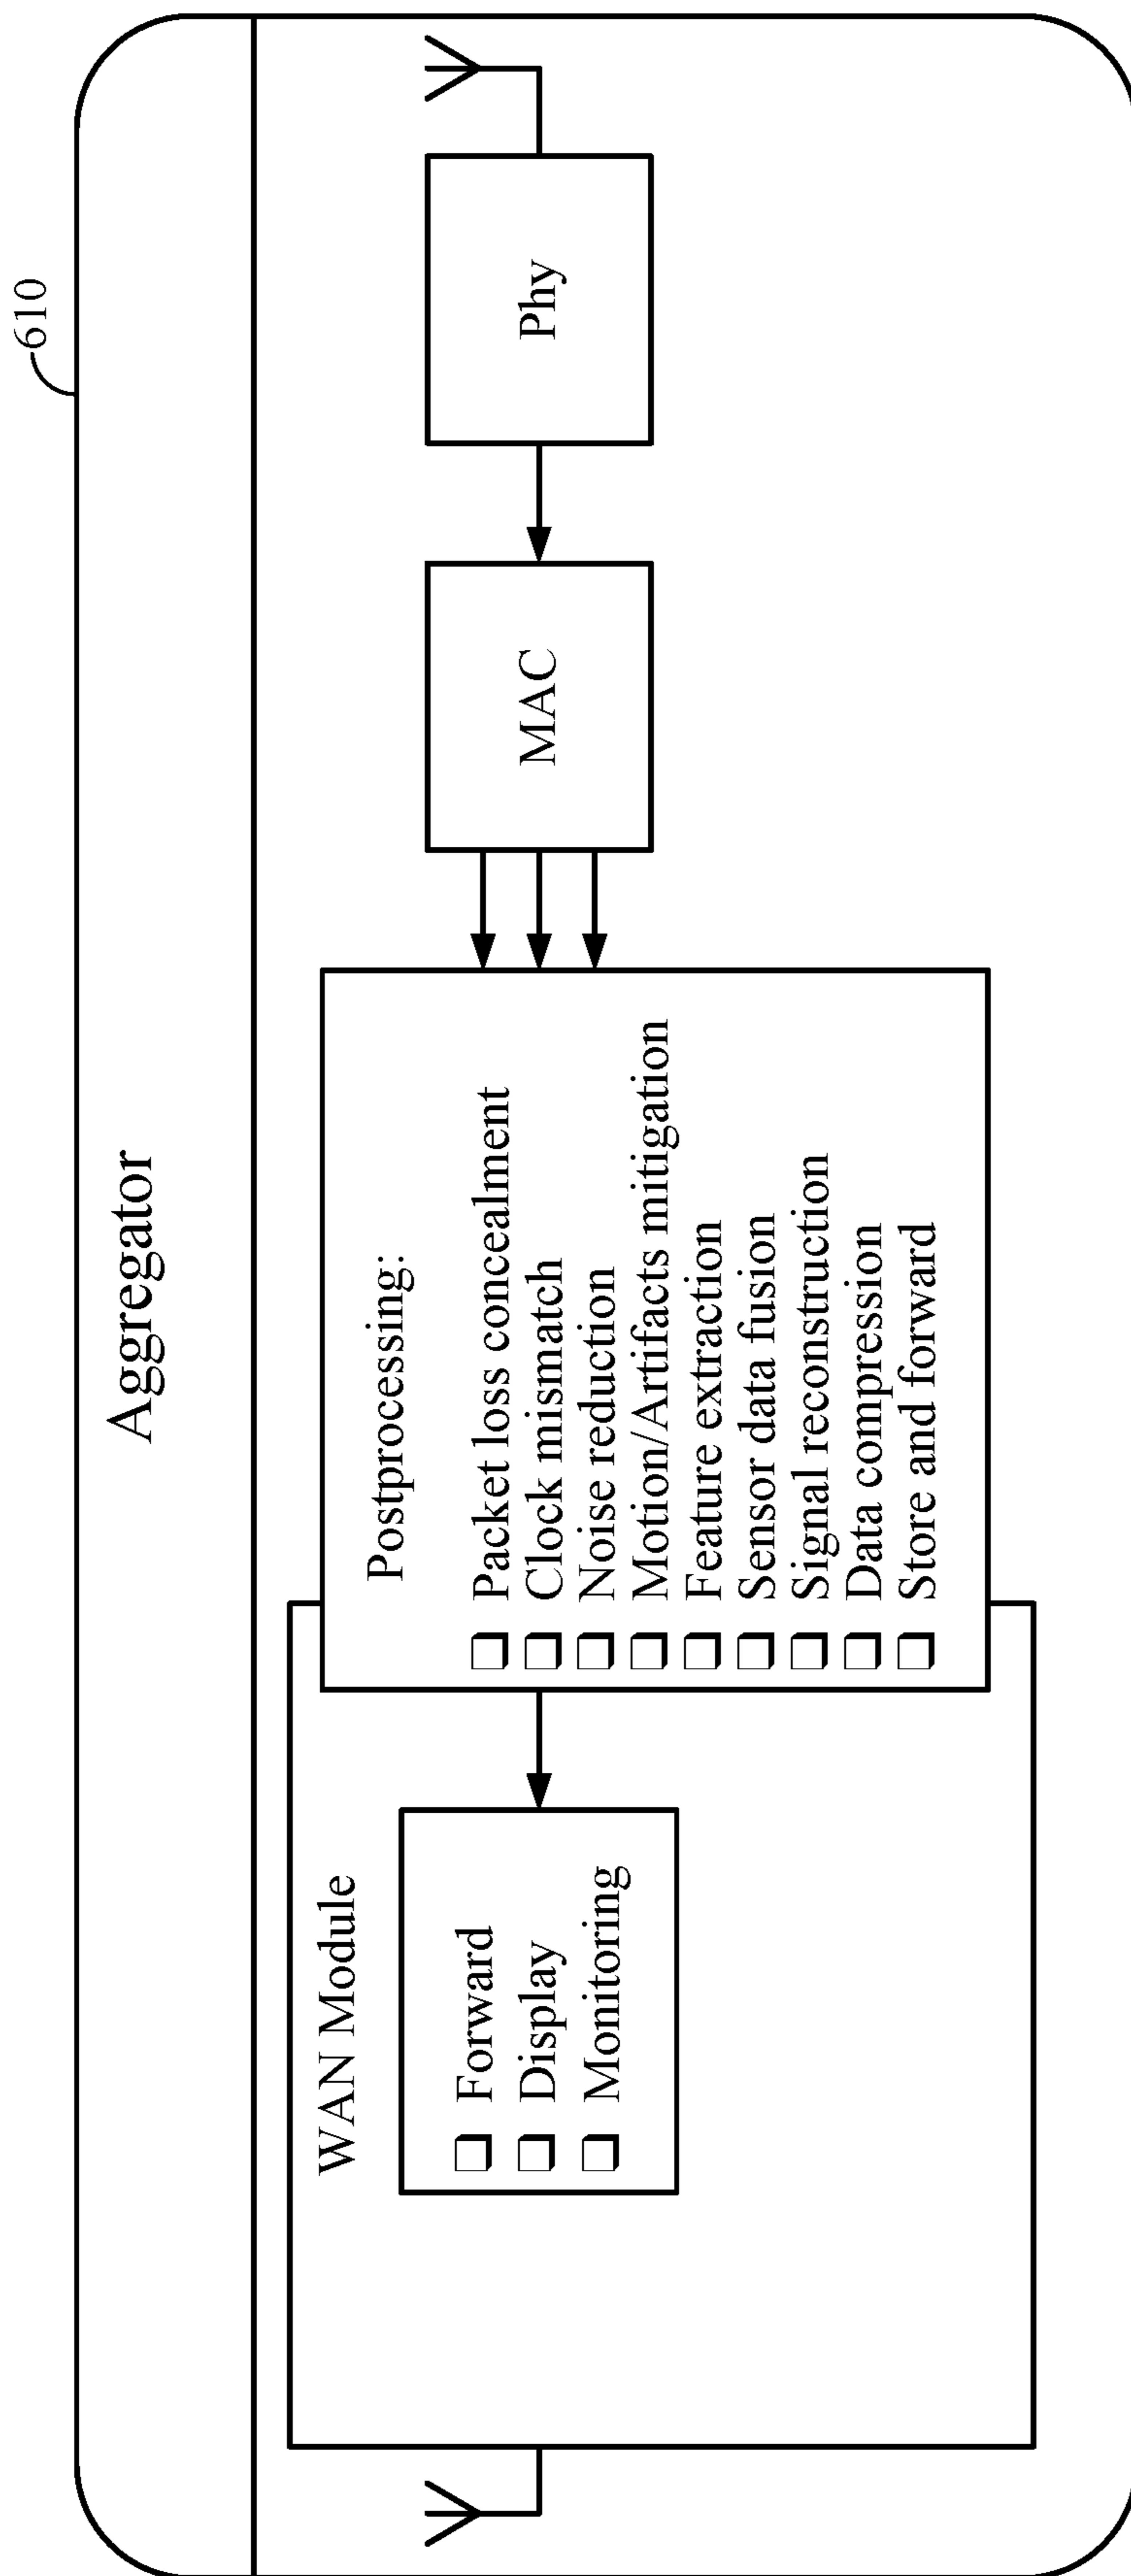 610
Aggregator
WAN Module
❑ Forward
❑ Display
❑ Monitoring
Postprocessing:
❑ Packet loss concealment
❑ Clock mismatch
❑ Noise reduction
❑ Motion/Artifacts mitigation
❑ Feature extraction
❑ Sensor data fusion
❑ Signal reconstruction
❑ Data compression
❑ Store and forward
MAC
Phy